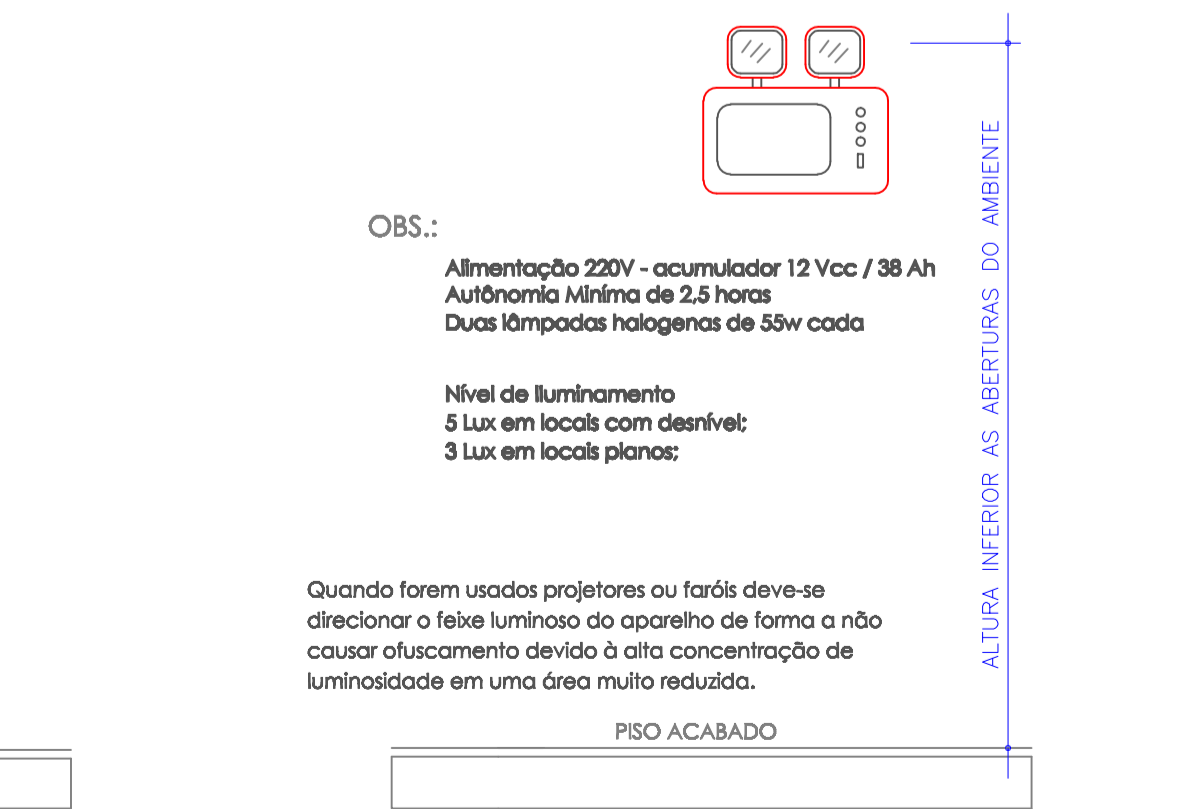 OBS.:
Alimentação 220V - acumulador 12 Vcc / 38 Ah
Autônomia Miníma de 2,5 horas
Duas lâmpadas halogenas de 55w cada
Nível de Iluminamento
5 Lux em locais com desnível;
3 Lux em locais planos;
Quando forem usados projetores ou faróis deve-se
direcionar o feixe luminoso do aparelho de forma a não
causar ofuscamento devido à alta concentração de
luminosidade em uma área muito reduzida.
PISO ACABADO
ALTURA INFERIOR AS ABERTURAS DO AMBIENTE